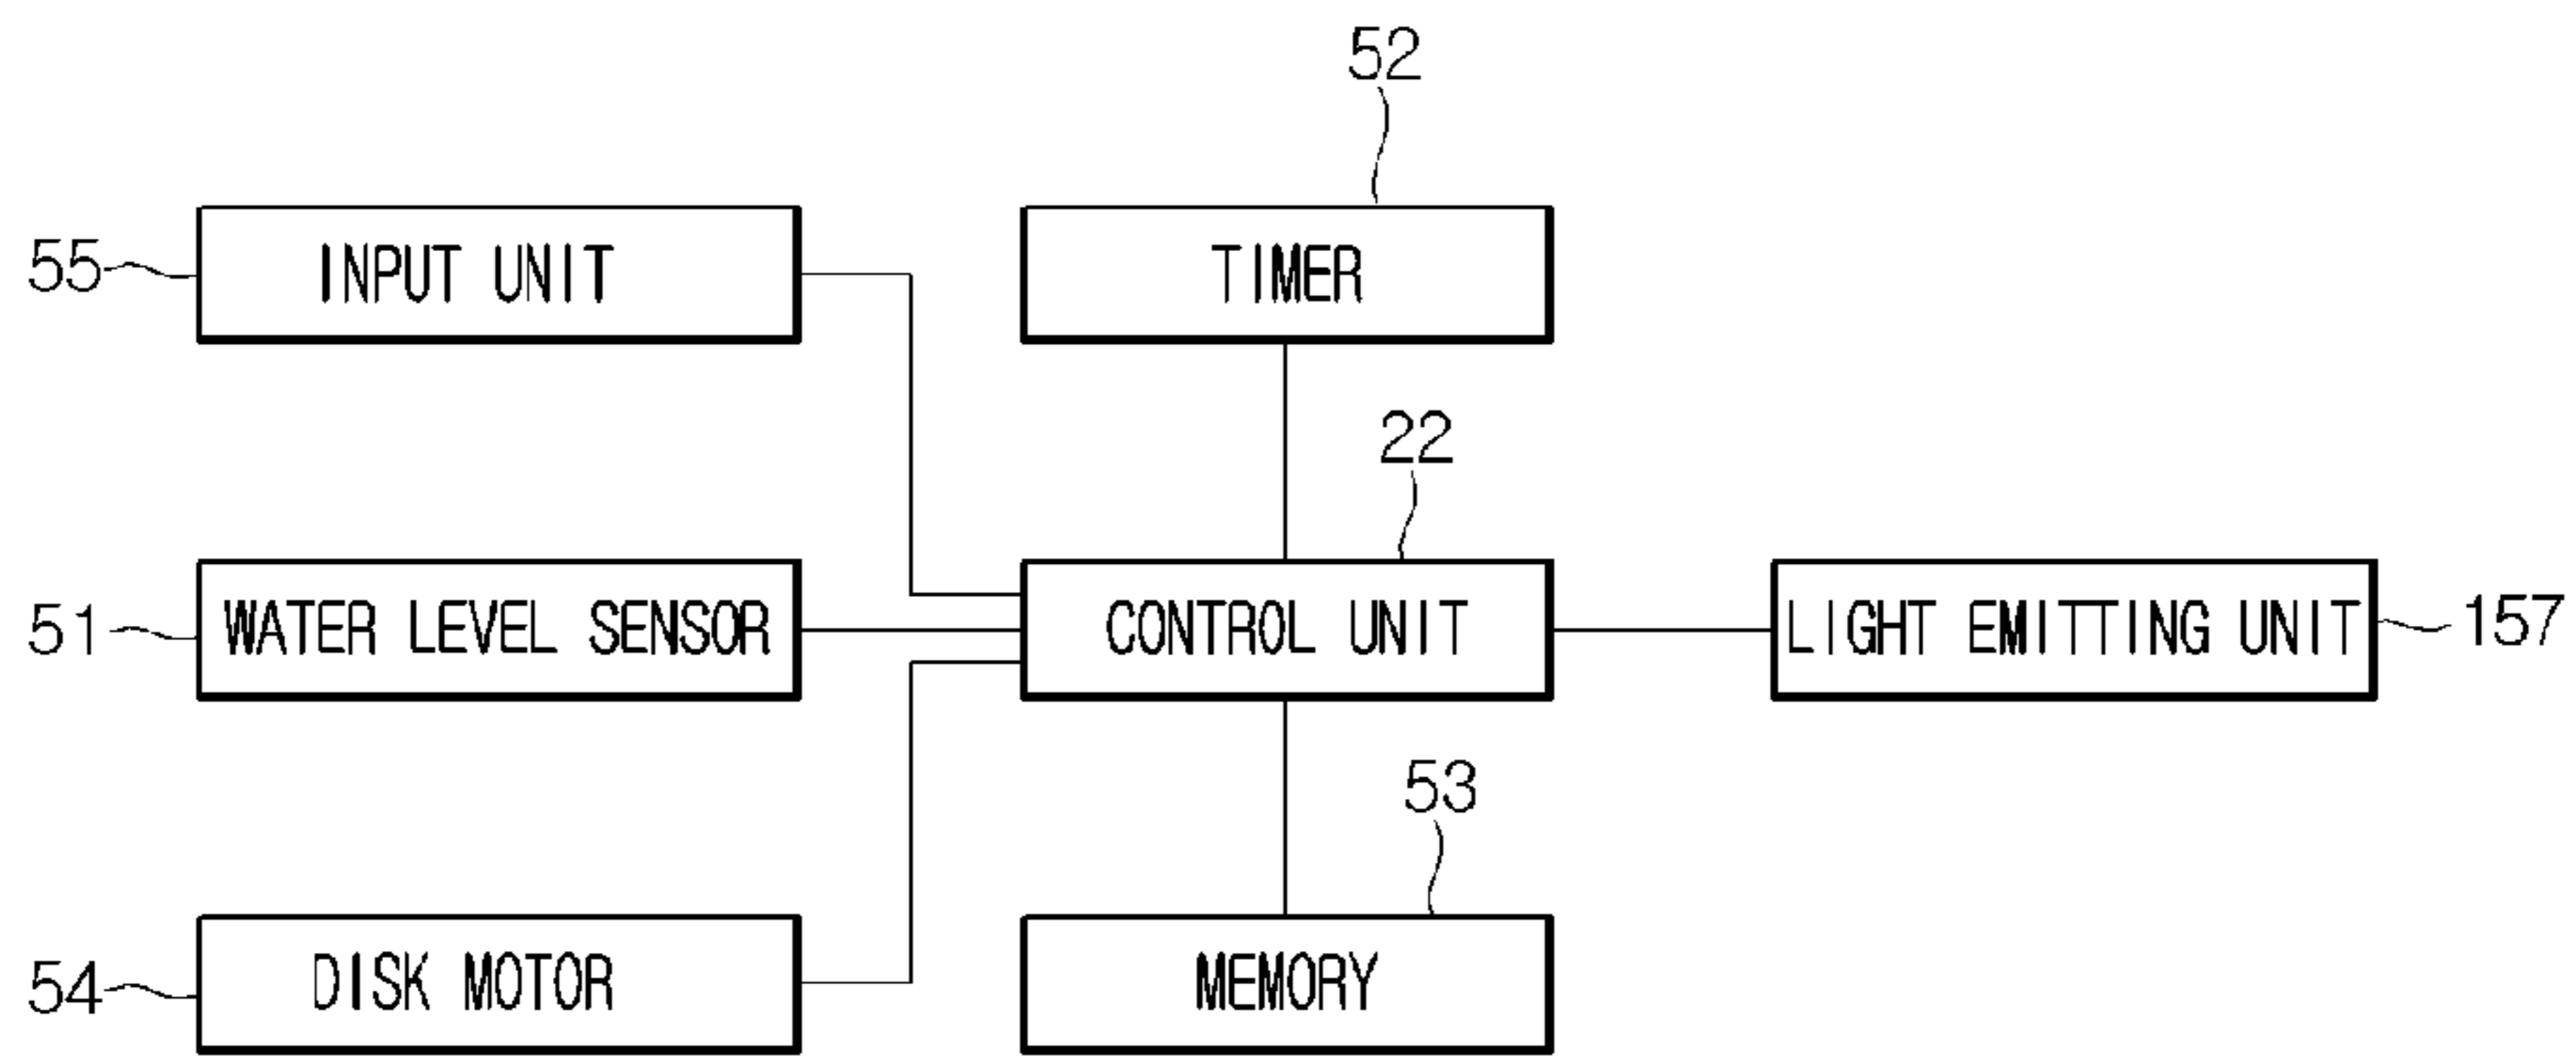 52
55 INPUT UNIT TIMER
22
51 WATER LEVEL SENSOR CONTROL UNIT LIGHT EMITTING UNIT 157
53
54 DISK MOTOR MEMORY